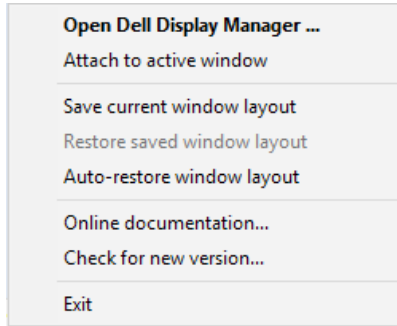 Open Dell Display Manager ...
Attach to active window
Save current window layout
Restore saved window layout
Auto-restore window layout
Online documentation...
Check for new version...
Exit